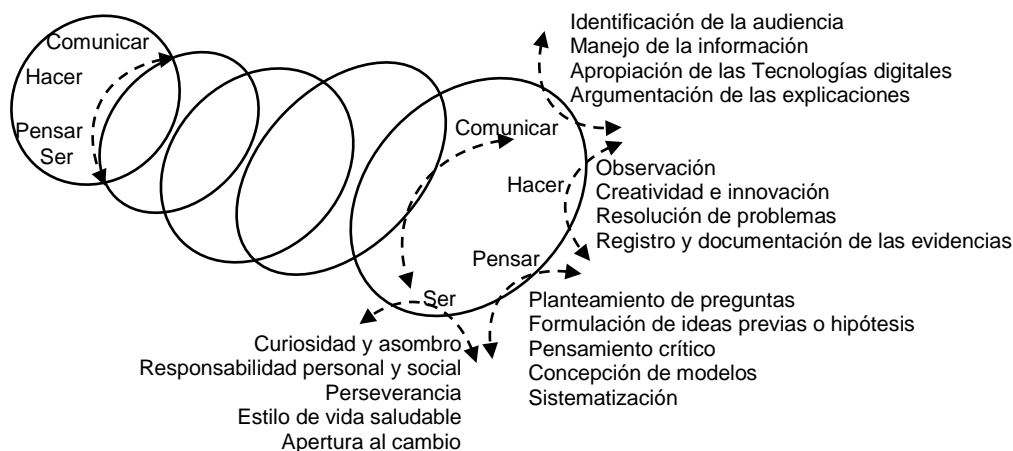 Comunicar
Hacer
Pensar
Ser
Identificación de la audiencia
Manejo de la información
Apropiación de las Tecnologías digitales
Argumentación de las explicaciones
Comunicar
Hacer
Pensar
Ser
Observación
Creatividad e innovación
Resolución de problemas
Registro y documentación de las evidencias
Planteamiento de preguntas
Formulación de ideas previas o hipótesis
Pensamiento crítico
Concepción de modelos
Sistematización
Curiosidad y asombro
Responsabilidad personal y social
Perseverancia
Estilo de vida saludable
Apertura al cambio